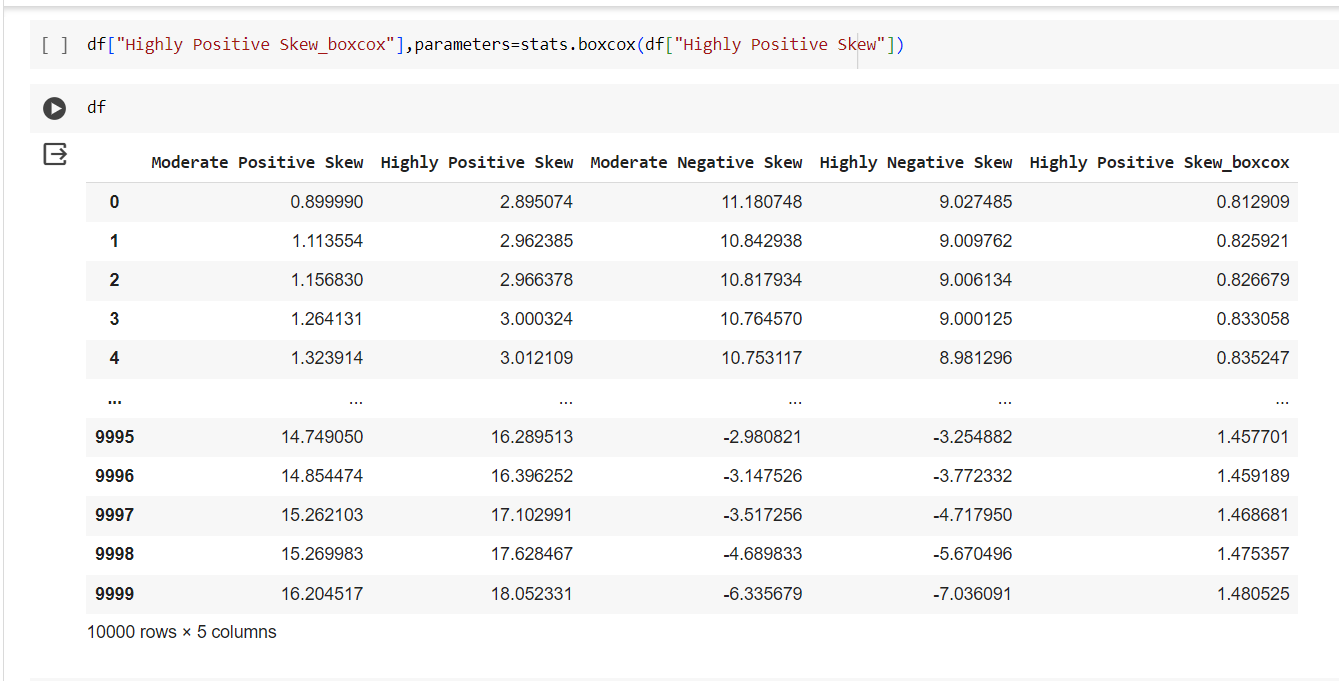 [ ] df["Highly Positive Skew_boxcox"],parameters=stats.boxcox(df["Highly Positive Skew"])
df
Moderate Positive Skew Highly Positive Skew Moderate Negative Skew Highly Negative Skew Highly Positive Skew_boxcox
0 0.899990 2.895074 11.180748 9.027485 0.812909
1 1.113554 2.962385 10.842938 9.009762 0.825921
2 1.156830 2.966378 10.817934 9.006134 0.826679
3 1.264131 3.000324 10.764570 9.000125 0.833058
4 1.323914 3.012109 10.753117 8.981296 0.835247
... ... ... ... ... ...
9995 14.749050 16.289513 -2.980821 -3.254882 1.457701
9996 14.854474 16.396252 -3.147526 -3.772332 1.459189
9997 15.262103 17.102991 -3.517256 -4.717950 1.468681
9998 15.269983 17.628467 -4.689833 -5.670496 1.475357
9999 16.204517 18.052331 -6.335679 -7.036091 1.480525
10000 rows × 5 columns